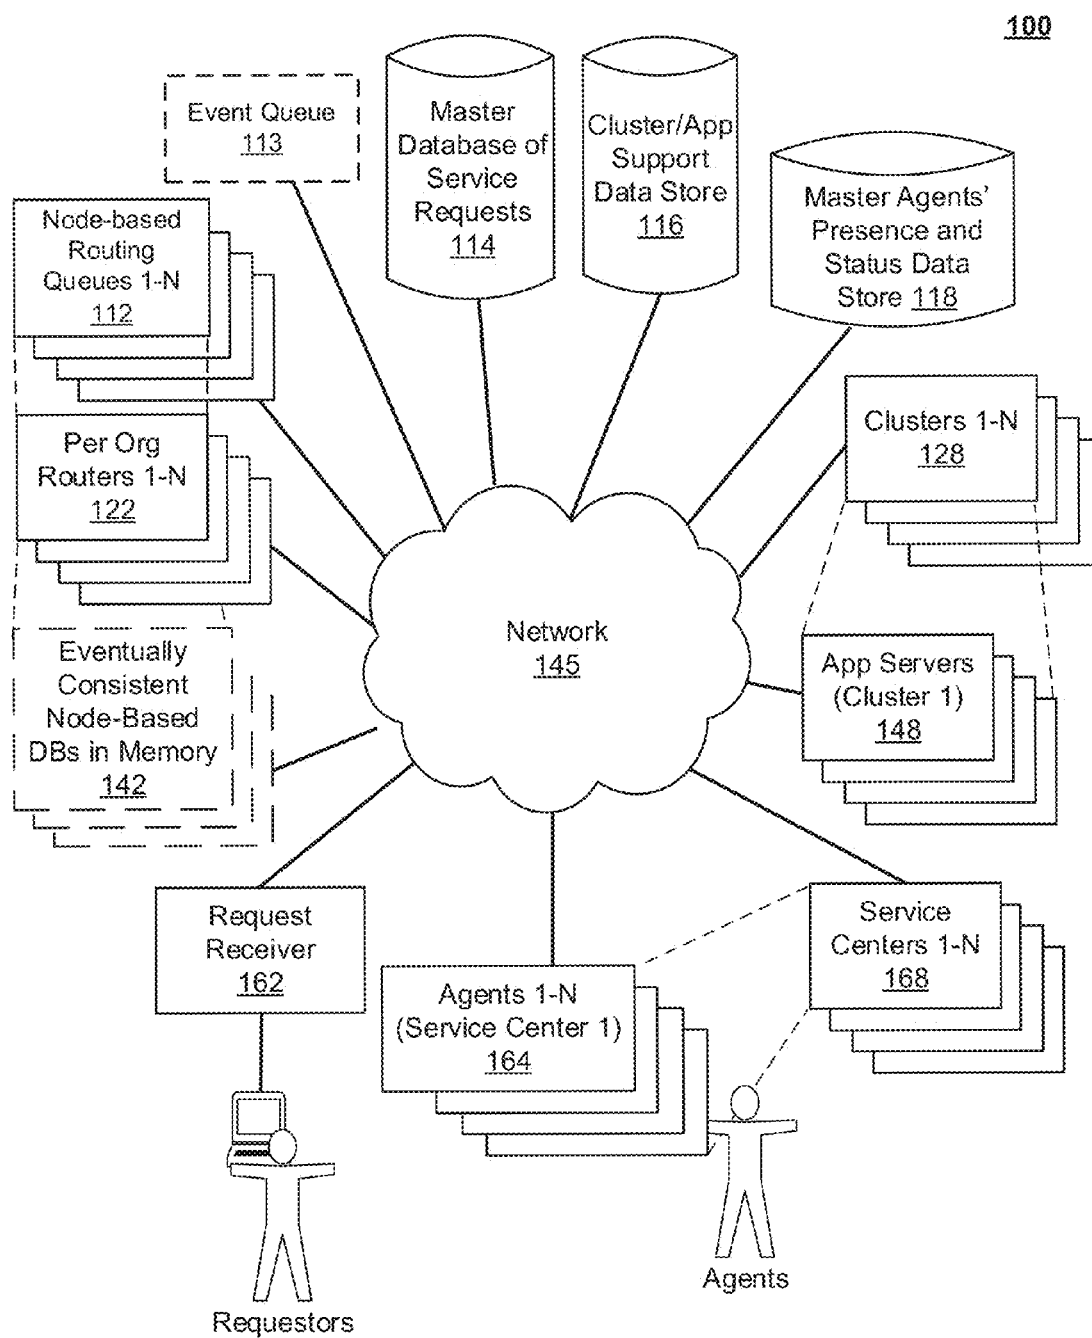 100
Event Queue
113
Master
Database of
Service
Requests
114
Cluster/App
Support
Data Store
116
Master Agents'
Presence and
Status Data
Store 118
Node-based
Routing
Queues 1-N
112
Per Org
Routers 1-N
122
Clusters 1-N
128
Network
145
Eventually
Consistent
Node-Based
DBs in Memory
142
App Servers
(Cluster 1)
148
Request
Receiver
162
Agents 1-N
(Service Center 1)
164
Service
Centers 1-N
168
Requestors
Agents